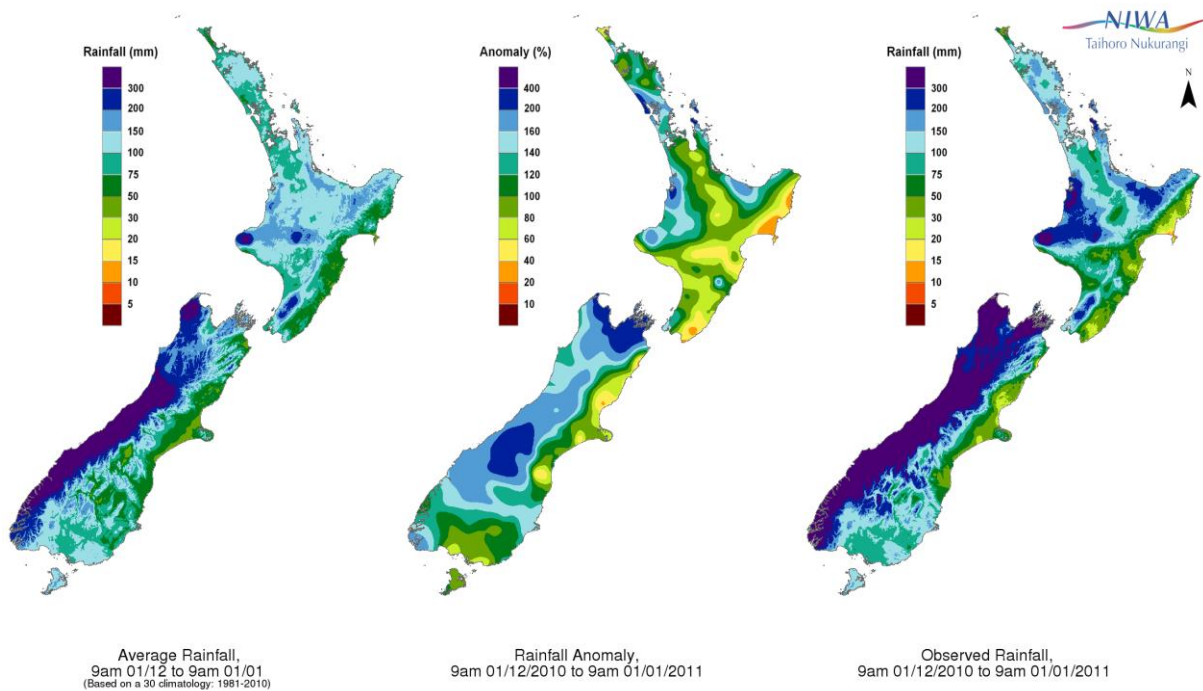 NIWA
Taihoro Nukurangi
N
Rainfall (mm)
300
200
150
100
75
50
30
20
15
10
5
Anomaly (%)
400
200
160
140
120
100
80
60
40
20
10
Rainfall (mm)
300
200
150
100
75
50
30
20
15
10
5
Average Rainfall,
9am 01/12 to 9am 01/01
(Based on a 30 climatology: 1981-2010)
Rainfall Anomaly,
9am 01/12/2010 to 9am 01/01/2011
Observed Rainfall,
9am 01/12/2010 to 9am 01/01/2011